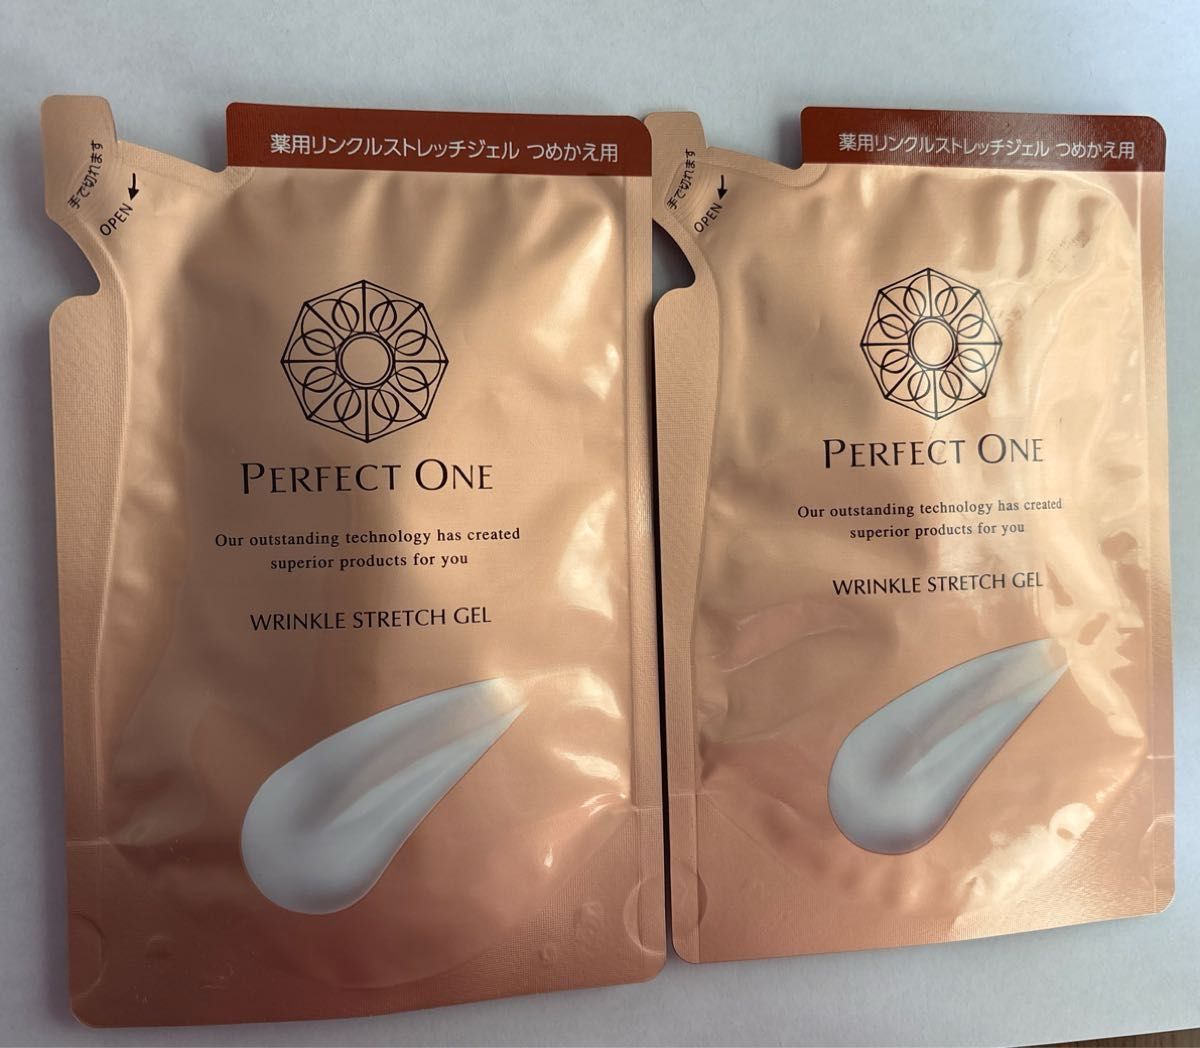 薬用リンクルストレッチジェル つめかえ用
手で切れます
OPEN
PERFECT ONE
Our outstanding technology has created
superior products for you
WRINKLE STRETCH GEL
薬用リンクルストレッチジェル つめかえ用
手で切れます
OPEN
PERFECT ONE
Our outstanding technology has created
superior products for you
WRINKLE STRETCH GEL